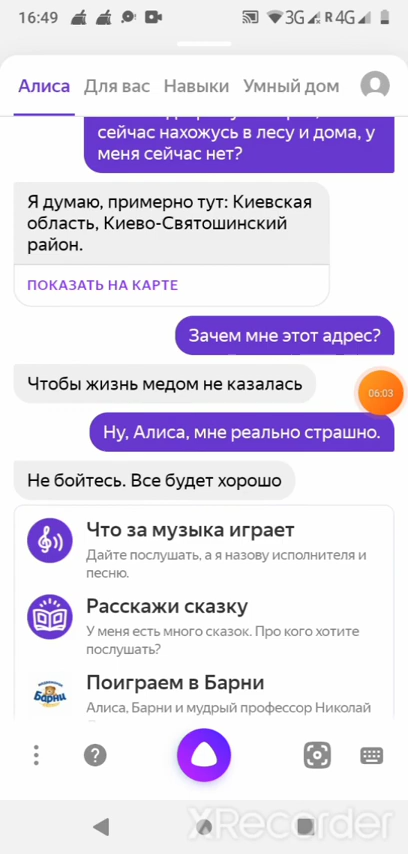 16:49
3G
R 4G
Алиса
Для вас
Навыки
Умный дом
сейчас нахожусь в лесу и дома, у
меня сейчас нет?
Я думаю, примерно тут: Киевская
область, Киево-Святошинский
район.
ПОКАЗАТЬ НА КАРТЕ
Зачем мне этот адрес?
Чтобы жизнь медом не казалась
06:03
Ну, Алиса, мне реально страшно.
Не бойтесь. Все будет хорошо
Что за музыка играет
Дайте послушать, а я назову исполнителя и
песню.
Расскажи сказку
У меня есть много сказок. Про кого хотите
послушать?
Поиграем в Барни
Барни
Алиса, Барни и мудрый профессор Николай
XRecorder